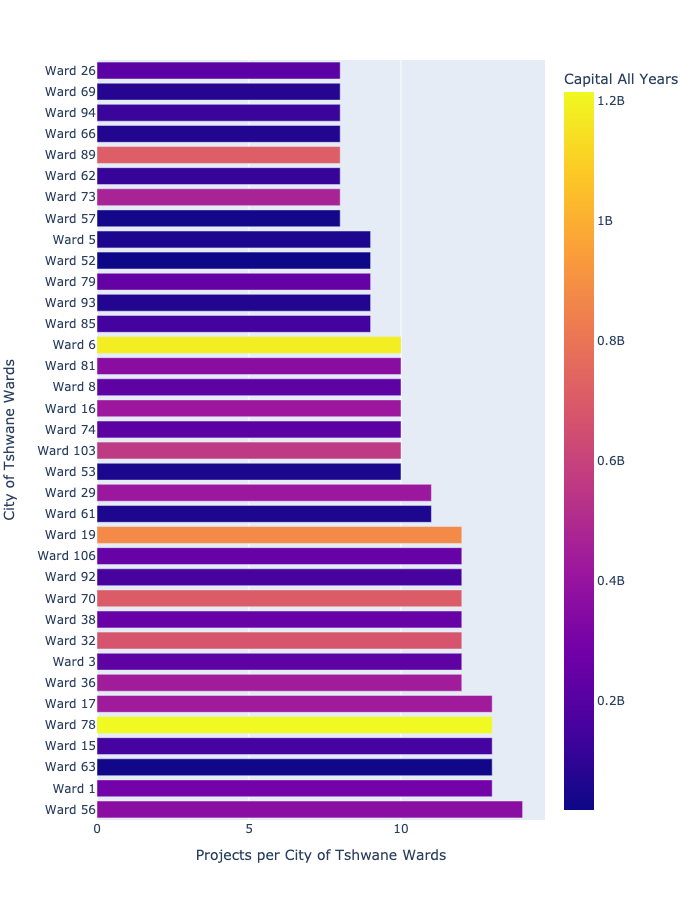 Capital All Years
Ward 26
Ward 69
Ward 94
Ward 66
Ward 89
Ward 62
Ward 73
Ward 57
Ward 5
Ward 52
Ward 79
Ward 93
Ward 85
Ward 6
Ward 81
Ward 8
Ward 16
Ward 74
Ward 103
Ward 53
Ward 29
Ward 61
Ward 19
Ward 106
Ward 92
Ward 70
Ward 38
Ward 32
Ward 3
Ward 36
Ward 17
Ward 78
Ward 15
Ward 63
Ward 1
Ward 56
City of Tshwane Wards
0 5 10
Projects per City of Tshwane Wards
1.2B
1B
0.8B
0.6B
0.4B
0.2B